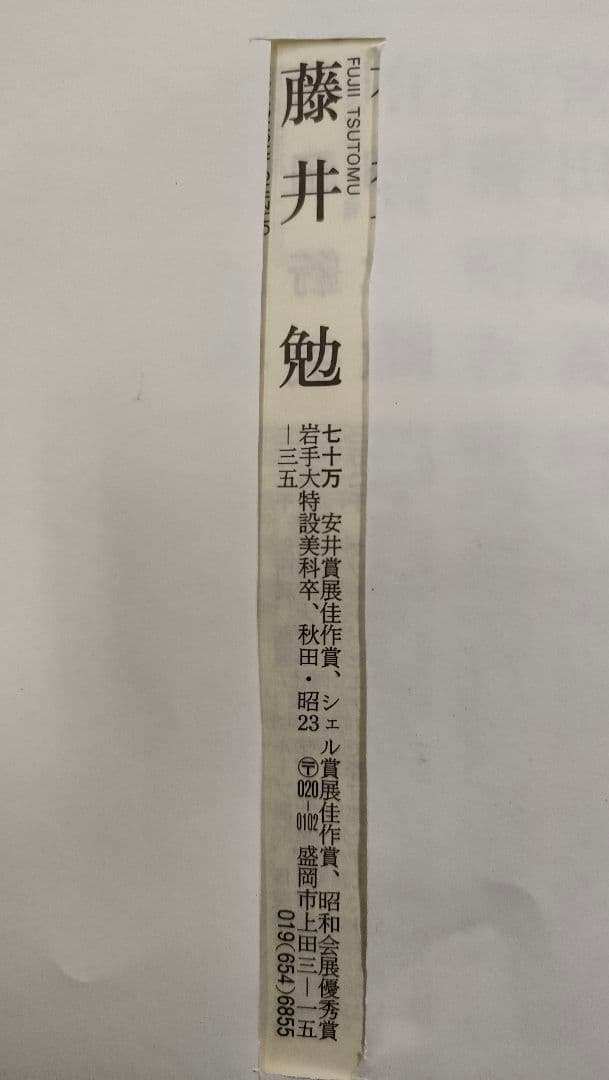 FUJII TSUTOMU
藤井 勉
七十万 安井賞展佳作賞、シェル賞展佳作賞、昭和会展優秀賞
岩手大特設美科卒、秋田・昭23 〒020-0102 盛岡市上田三―一五
―三五 019(654)6855